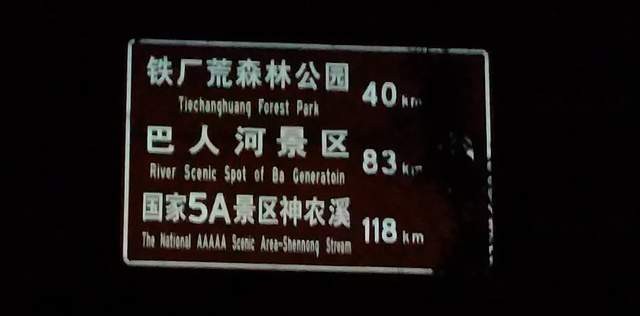 铁厂荒森林公园 40 km
Tiechanghuang Forest Park
巴人河景区 83 km
River Scenic Spot of Ba Generatoin
国家5A景区神农溪 118 km
The National AAAAA Scenic Area-Shennong Stream